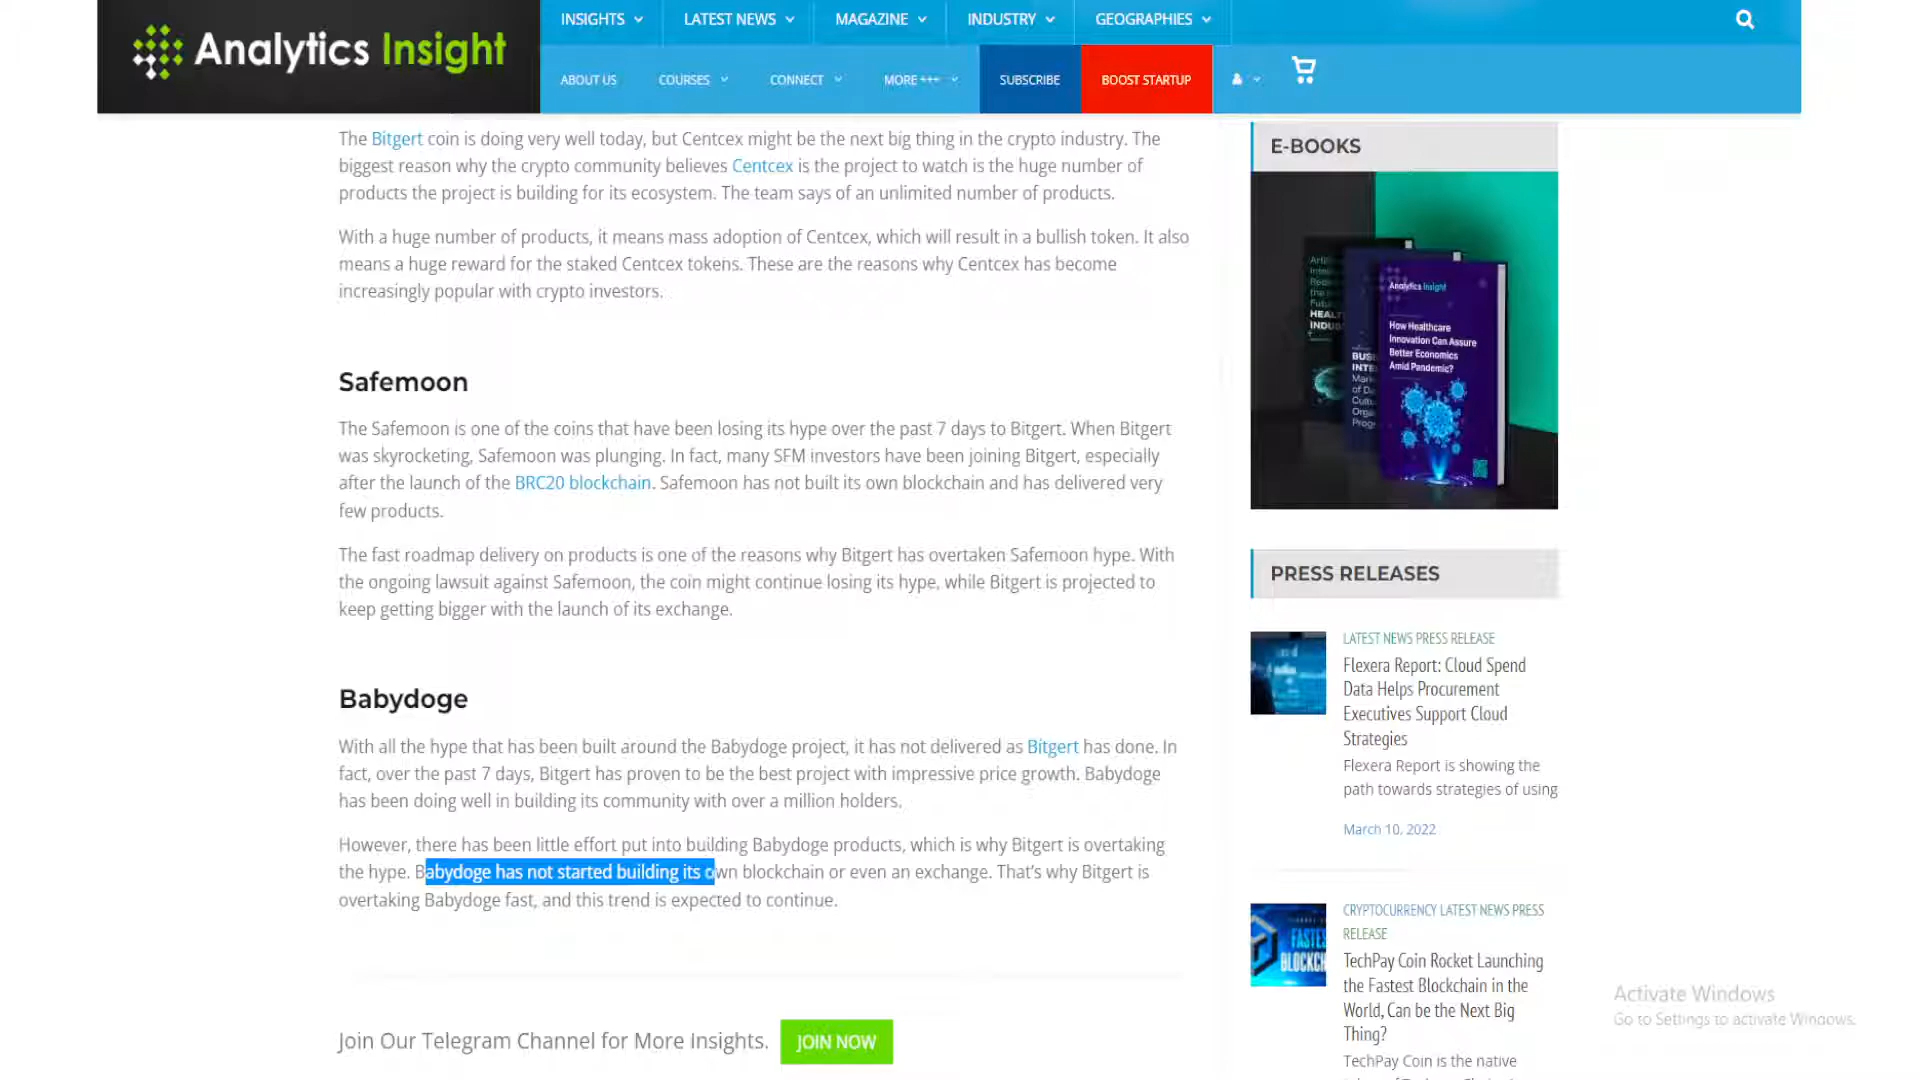 Analytics Insight
INSIGHTS
LATEST NEWS
MAGAZINE
INDUSTRY
GEOGRAPHIES
ABOUT US
COURSES
CONNECT
MORE +++
SUBSCRIBE
BOOST STARTUP
The Bitgert coin is doing very well today, but Centcex might be the next big thing in the crypto industry. The
biggest reason why the crypto community believes Centcex is the project to watch is the huge number of
products the project is building for its ecosystem. The team says of an unlimited number of products.
With a huge number of products, it means mass adoption of Centcex, which will result in a bullish token. It also
means a huge reward for the staked Centcex tokens. These are the reasons why Centcex has become
increasingly popular with crypto investors.
Safemoon
The Safemoon is one of the coins that have been losing its hype over the past 7 days to Bitgert. When Bitgert
was skyrocketing, Safemoon was plunging. In fact, many SFM investors have been joining Bitgert, especially
after the launch of the BRC20 blockchain. Safemoon has not built its own blockchain and has delivered very
few products.
The fast roadmap delivery on products is one of the reasons why Bitgert has overtaken Safemoon hype. With
the ongoing lawsuit against Safemoon, the coin might continue losing its hype, while Bitgert is projected to
keep getting bigger with the launch of its exchange.
Babydoge
With all the hype that has been built around the Babydoge project, it has not delivered as Bitgert has done. In
fact, over the past 7 days, Bitgert has proven to be the best project with impressive price growth. Babydoge
has been doing well in building its community with over a million holders.
However, there has been little effort put into building Babydoge products, which is why Bitgert is overtaking
the hype. Babydoge has not started building its own blockchain or even an exchange. That's why Bitgert is
overtaking Babydoge fast, and this trend is expected to continue.
Join Our Telegram Channel for More Insights.
JOIN NOW
E-BOOKS
Analytics Insight
How Healthcare
Innovation Can Assure
Better Economics
Amid Pandemic?
PRESS RELEASES
LATEST NEWS PRESS RELEASE
Flexera Report: Cloud Spend
Data Helps Procurement
Executives Support Cloud
Strategies
Flexera Report is showing the
path towards strategies of using
March 10, 2022
FASTES
BLOCKCH
CRYPTOCURRENCY LATEST NEWS PRESS
RELEASE
TechPay Coin Rocket Launching
the Fastest Blockchain in the
World, Can be the Next Big
Thing?
TechPay Coin is the native
Activate Windows
Go to Settings to activate Windows.